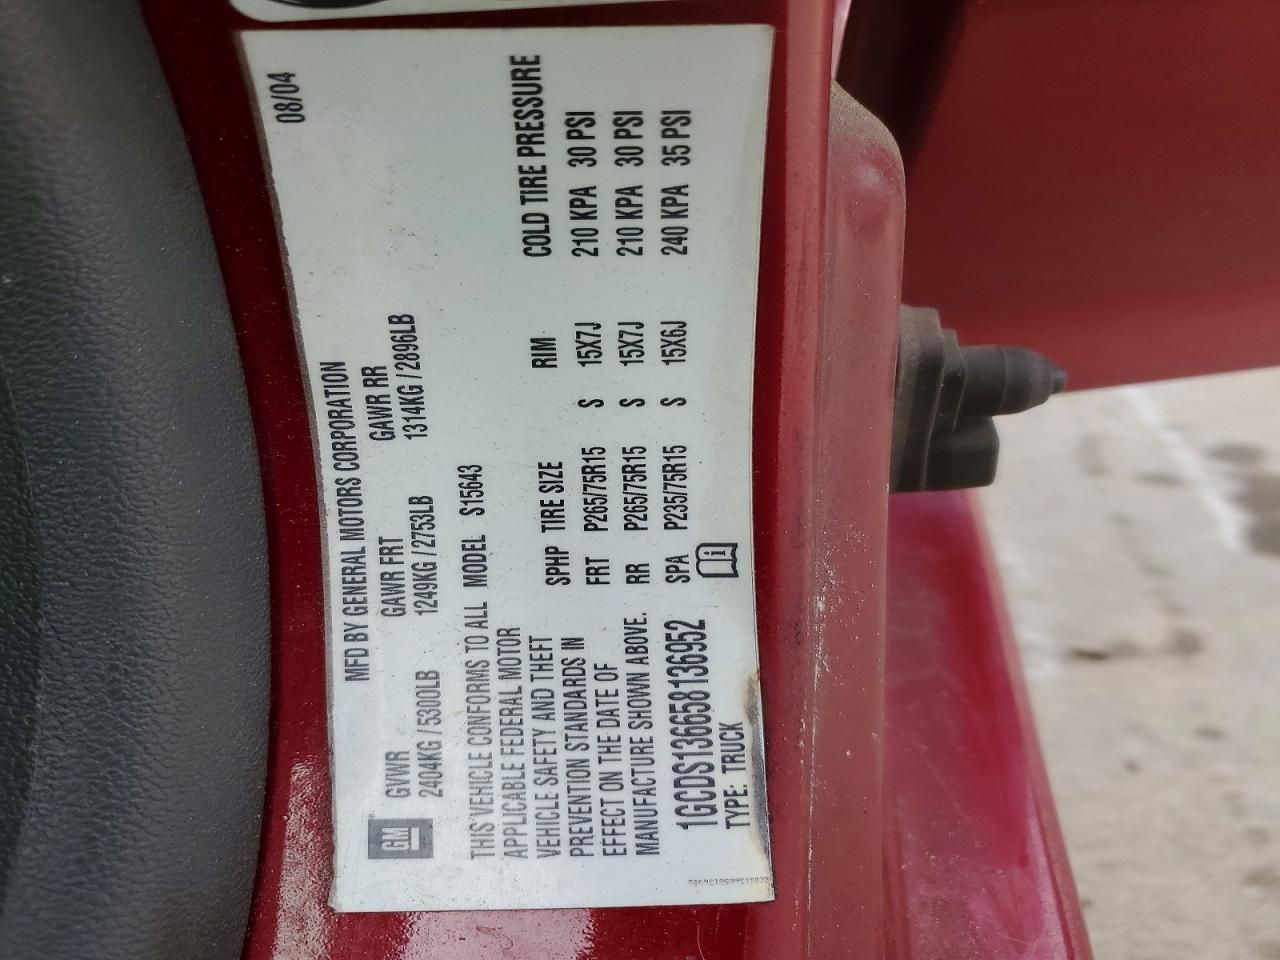 08/04
MFD BY GENERAL MOTORS CORPORATION
GM
GVWR GAWR FRT GAWR RR
2404KG / 5300LB 1249KG / 2753LB 1314KG / 2896LB
THIS VEHICLE CONFORMS TO ALL
APPLICABLE FEDERAL MOTOR
VEHICLE SAFETY AND THEFT
PREVENTION STANDARDS IN
EFFECT ON THE DATE OF
MANUFACTURE SHOWN ABOVE.
MODEL S15643
COLD TIRE PRESSURE
SPHP TIRE SIZE RIM
FRT P265/75R15 S 15X7J 210 KPA 30 PSI
RR P265/75R15 S 15X7J 210 KPA 30 PSI
SPA P235/75R15 S 15X6J 240 KPA 35 PSI
1GCDS136658136952
TYPE: TRUCK